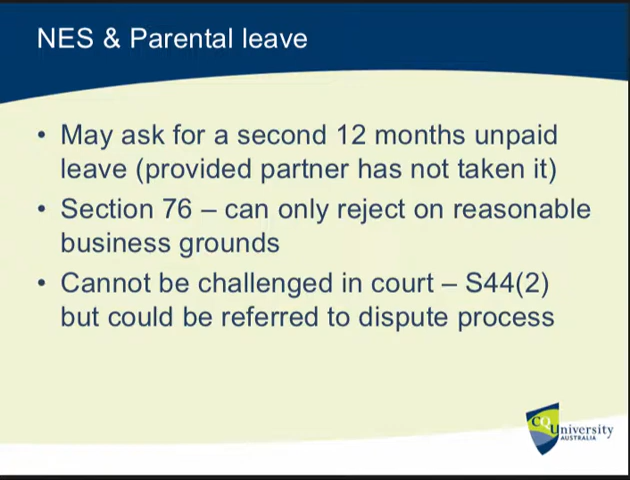 NES & Parental leave
• May ask for a second 12 months unpaid
leave (provided partner has not taken it)
• Section 76 – can only reject on reasonable
business grounds
• Cannot be challenged in court – S44(2)
but could be referred to dispute process
CQUniversity
AUSTRALIA